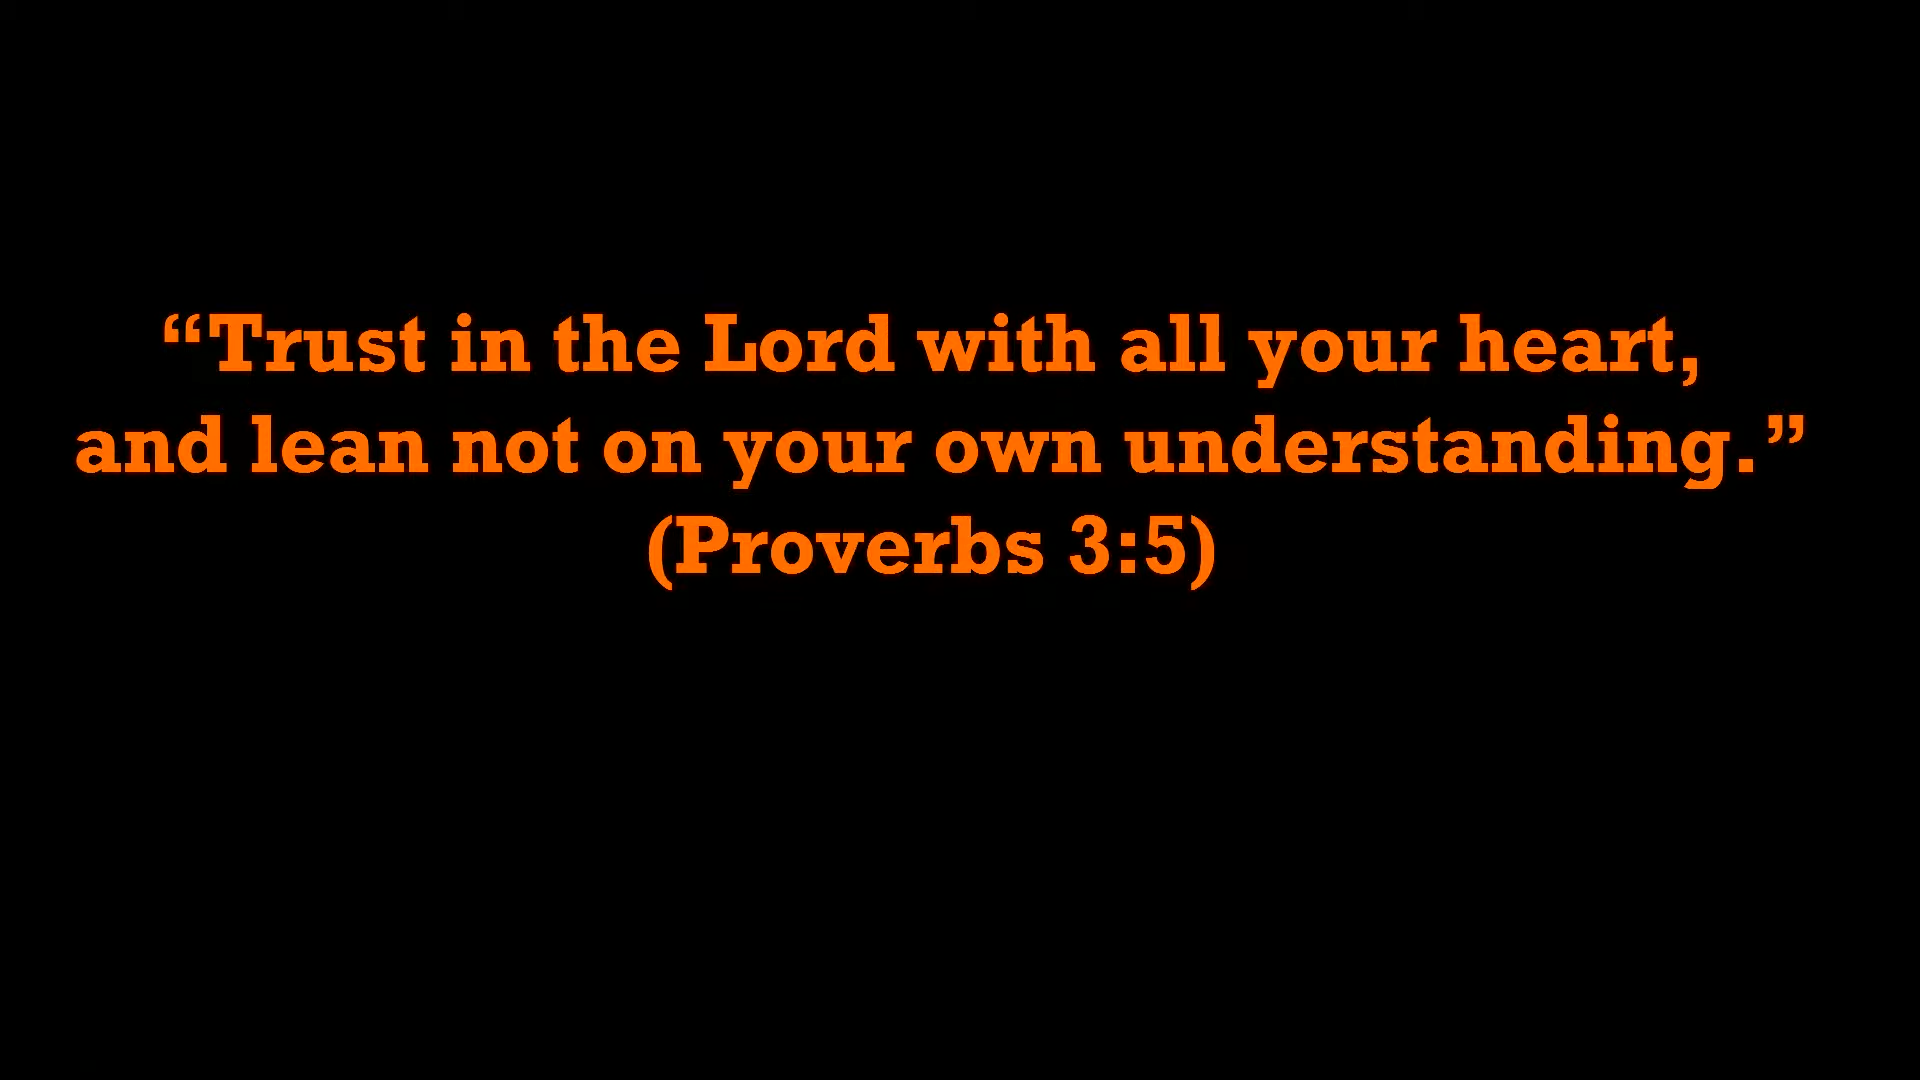 “Trust in the Lord with all your heart,
and lean not on your own understanding.”
(Proverbs 3:5)